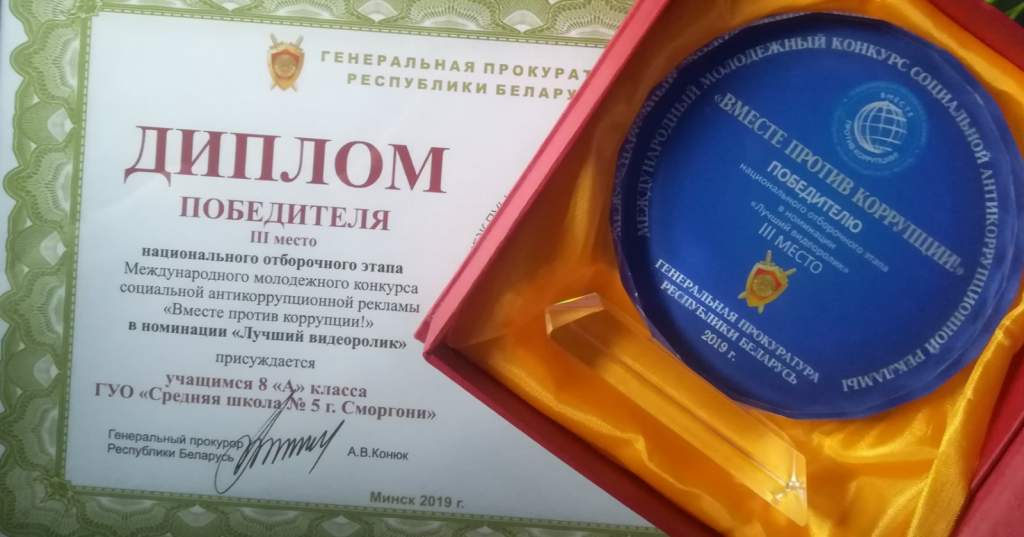 ГЕНЕРАЛЬНАЯ ПРОКУРАТ
РЕСПУБЛИКИ БЕЛАРУ
ДИПЛОМ
ПОБЕДИТЕЛЯ
III место
национального отборочного этапа
Международного молодежного конкурса
социальной антикоррупционной рекламы
«Вместе против коррупции!»
в номинации «Лучший видеоролик»
присуждается
учащимся 8 «А» класса
ГУО «Средняя школа № 5 г. Сморгони»
Генеральный прокурор
Республики Беларусь
А.В.Конюк
Минск 2019 г.
МЕЖДУНАРОДНЫЙ МОЛОДЕЖНЫЙ КОНКУРС СОЦИАЛЬНОЙ АНТИКОРРУПЦИОННОЙ РЕКЛАМЫ
ВМЕСТЕ
ПРОТИВ КОРРУПЦИИ
«ВМЕСТЕ ПРОТИВ КОРРУПЦИИ!»
ПОБЕДИТЕЛЮ
национального отборочного этапа
в номинации
«Лучший видеоролик»
III МЕСТО
ГЕНЕРАЛЬНАЯ ПРОКУРАТУРА
РЕСПУБЛИКИ БЕЛАРУСЬ
2019 г.